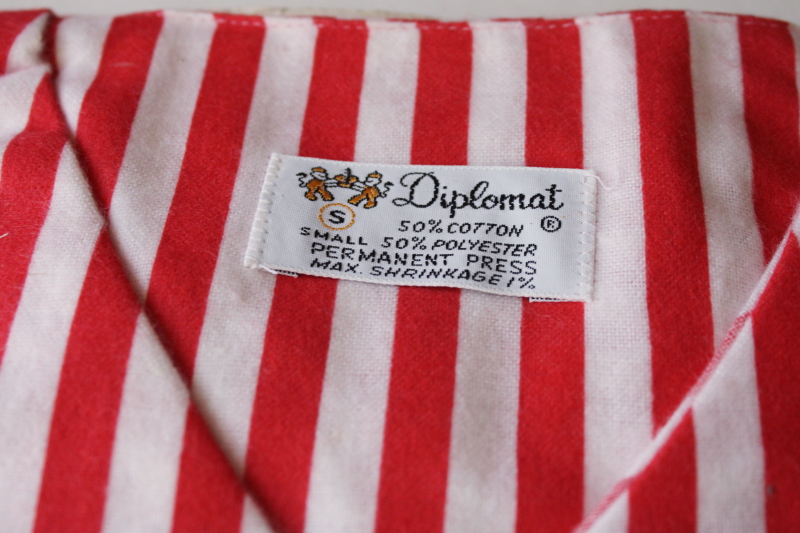 Diplomat ®
S 50% COTTON
SMALL 50% POLYESTER
PERMANENT PRESS
MAX. SHRINKAGE 1%